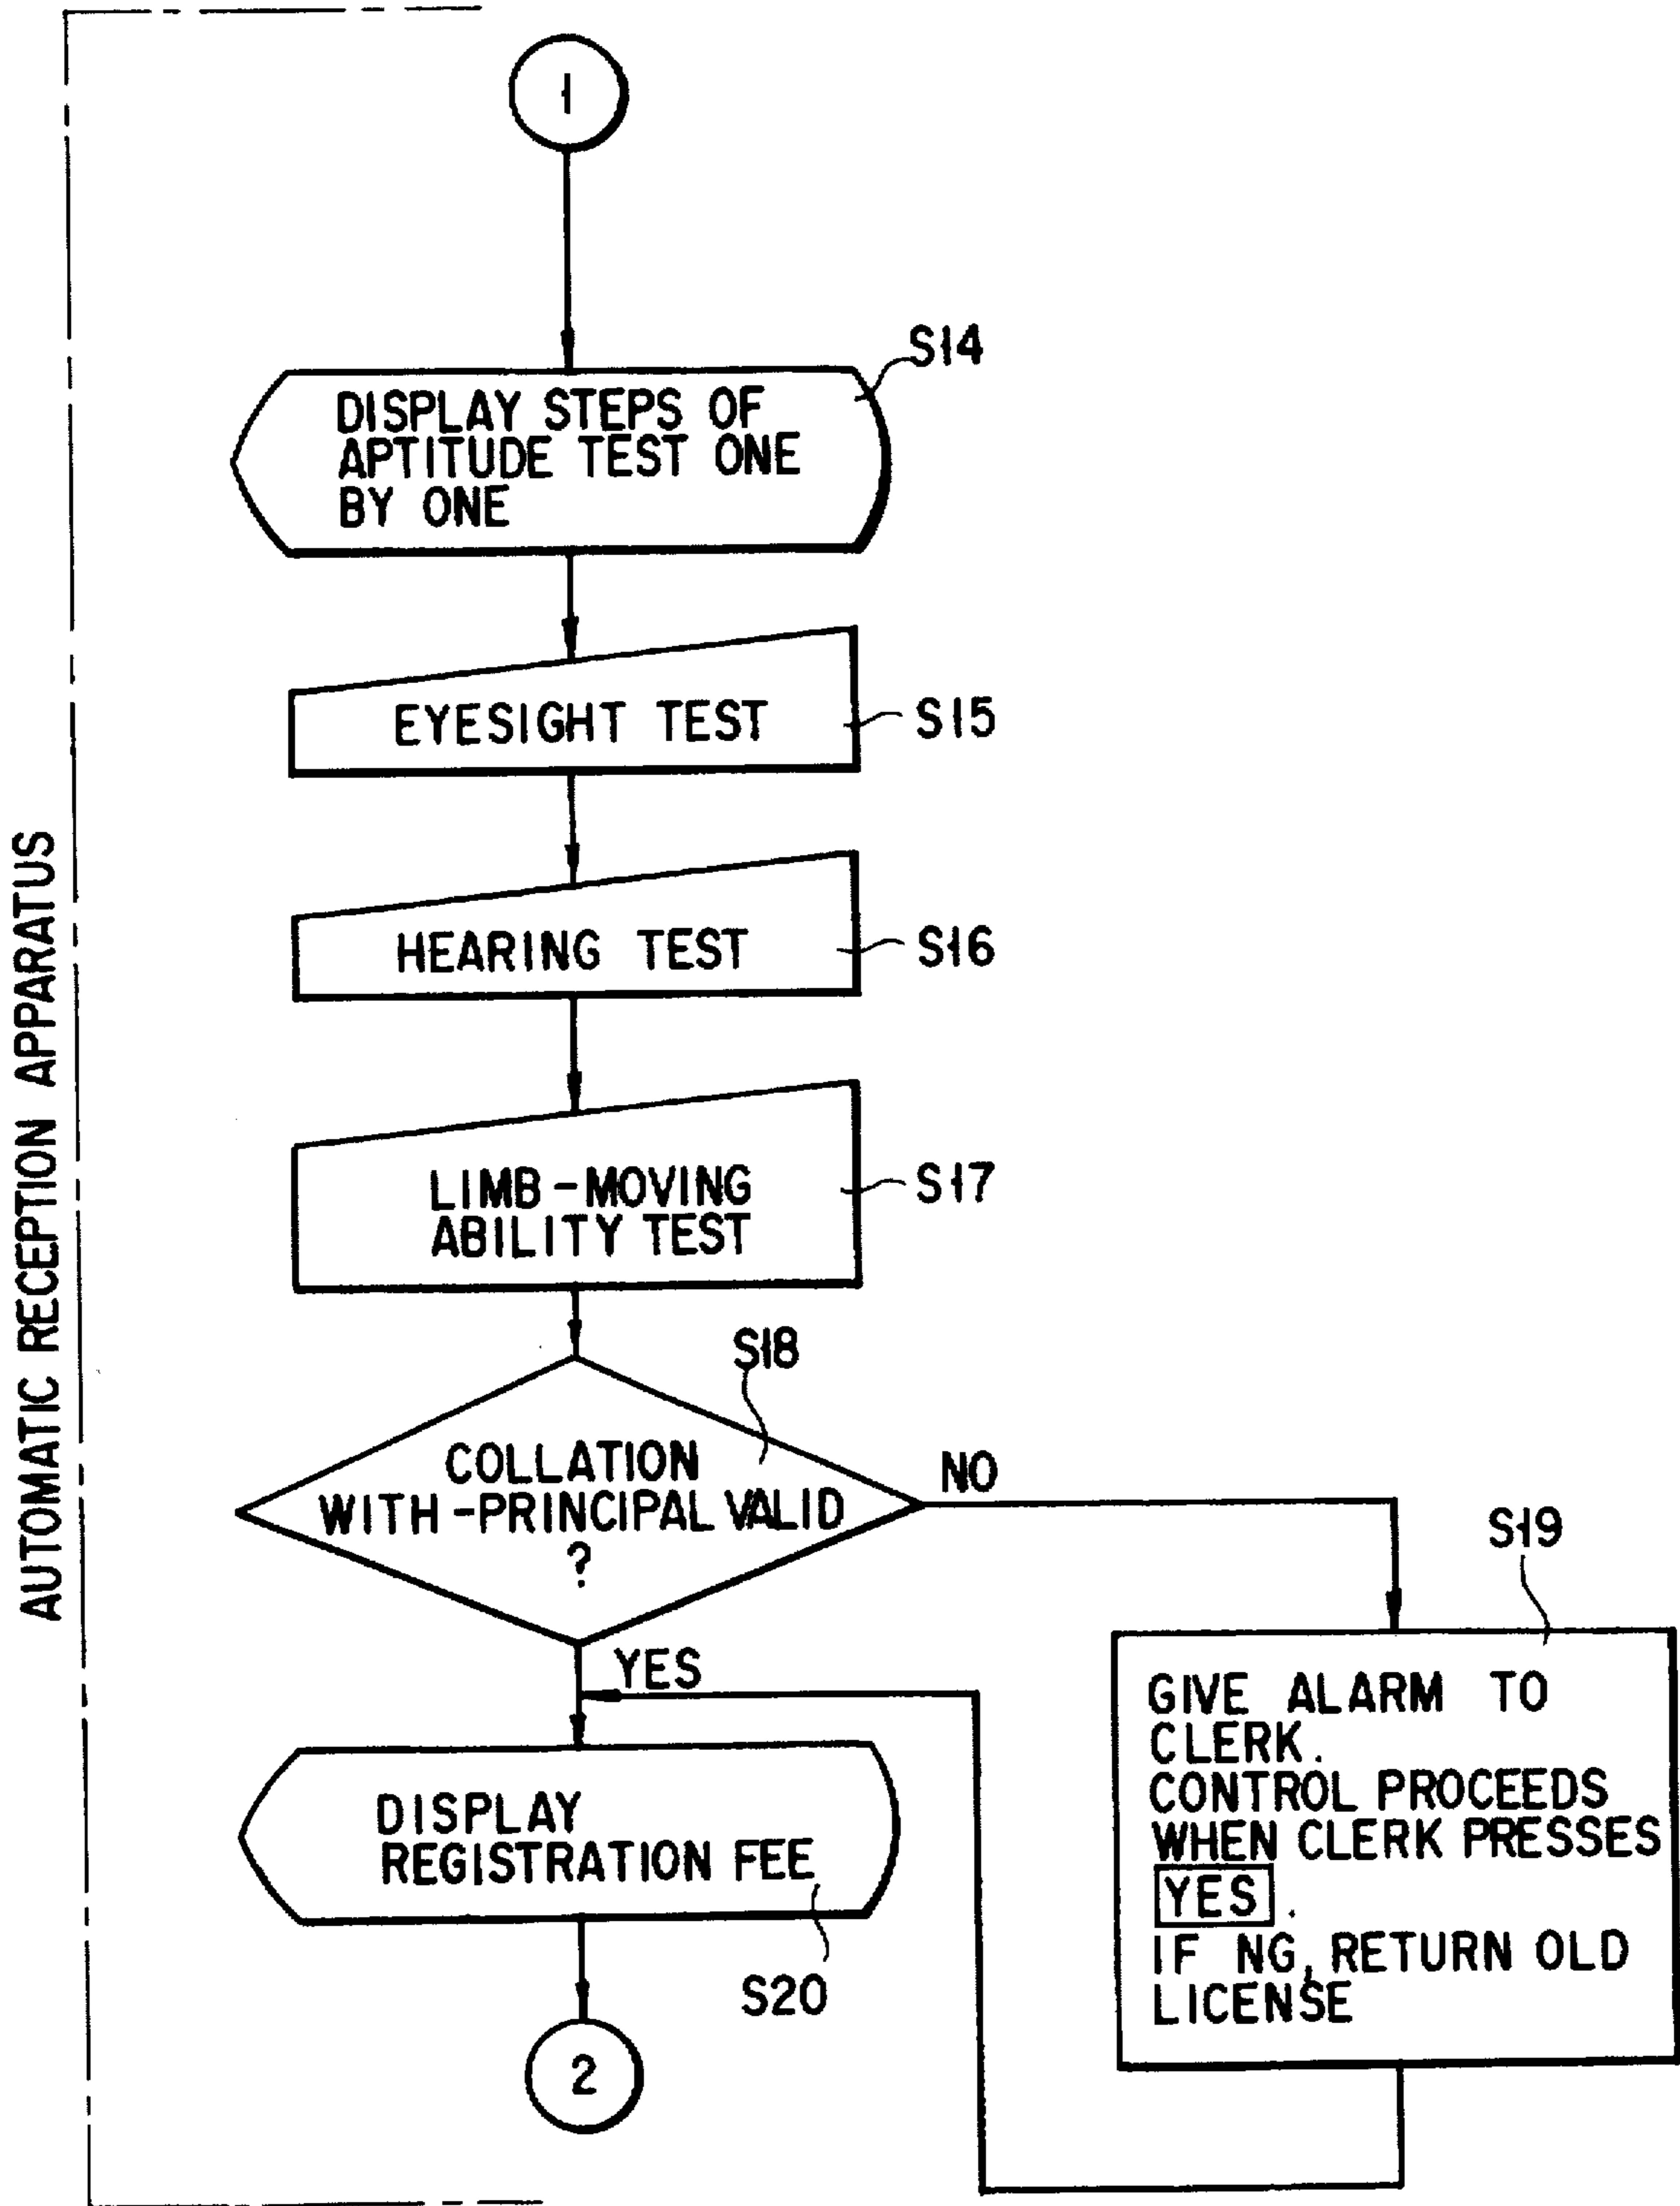 AUTOMATIC RECEPTION APPARATUS
1
S14
DISPLAY STEPS OF
APTITUDE TEST ONE
BY ONE
EYESIGHT TEST
S15
HEARING TEST
S16
LIMB-MOVING
ABILITY TEST
S17
S18
COLLATION
WITH-PRINCIPAL VALID
?
NO
YES
S19
GIVE ALARM TO
CLERK.
CONTROL PROCEEDS
WHEN CLERK PRESSES
YES.
IF NG, RETURN OLD
LICENSE
DISPLAY
REGISTRATION FEE
S20
2